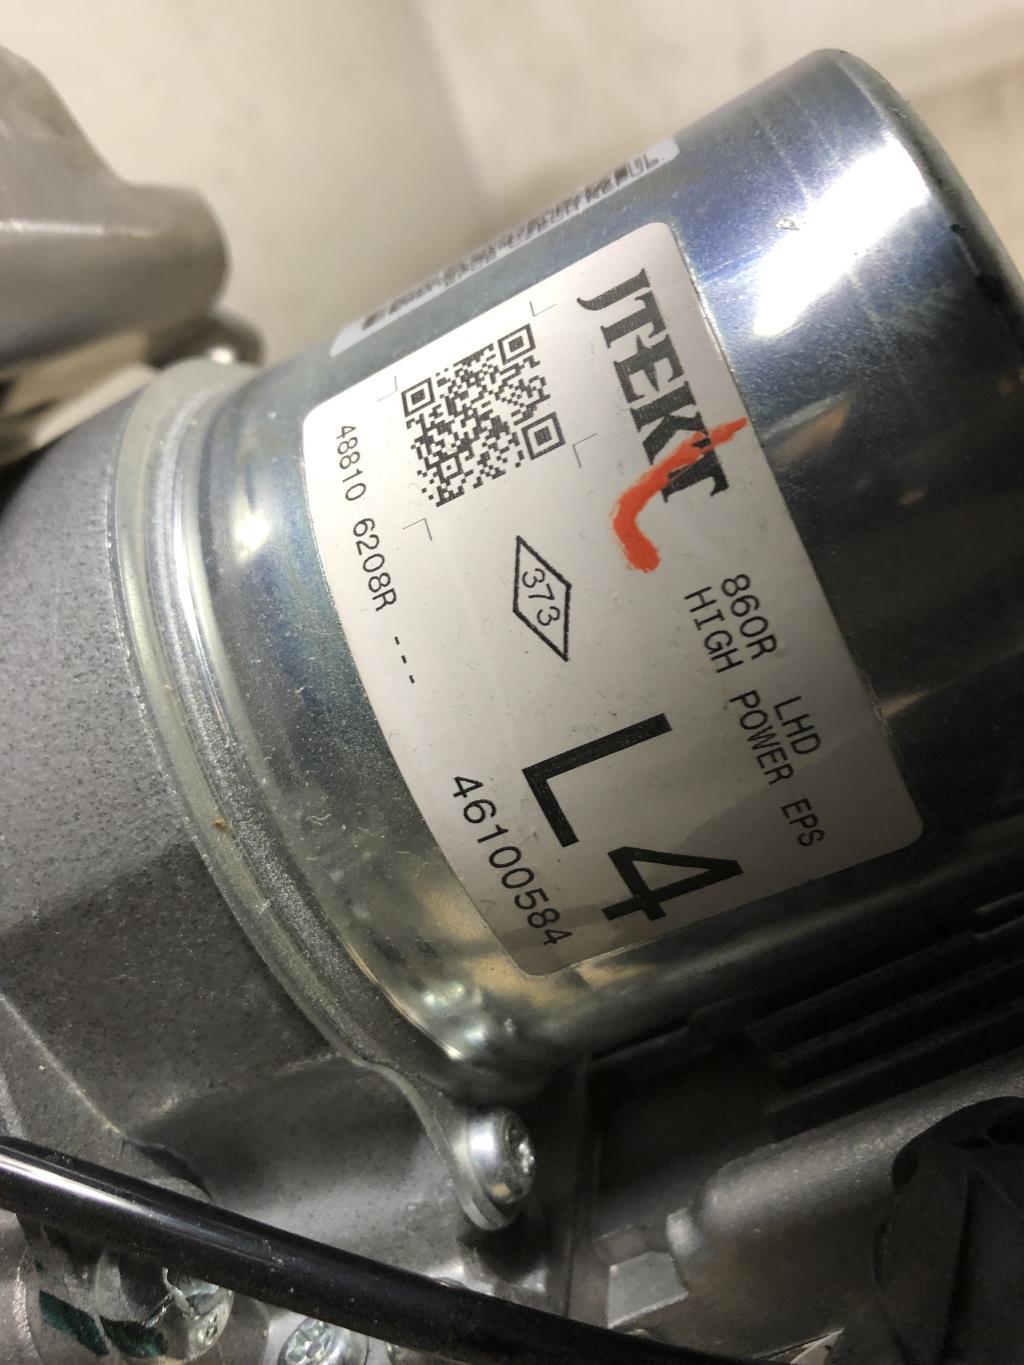 JTEKT
860R LHD
HIGH POWER EPS
373
L4
48810 6208R ---
46100584